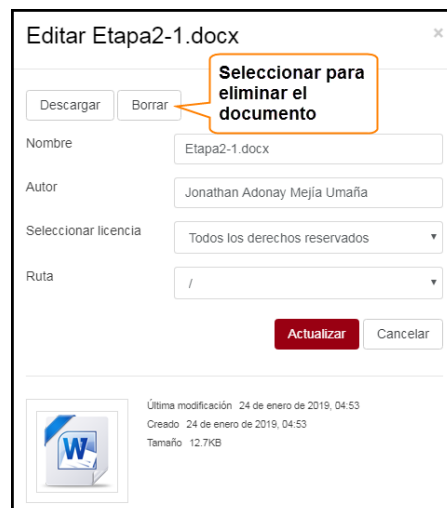 Editar Etapa2-1.docx
×
Seleccionar para
eliminar el
documento
Descargar
Borrar
Nombre
Etapa2-1.docx
Autor
Jonathan Adonay Mejía Umaña
Seleccionar licencia
Todos los derechos reservados
Ruta
/
Actualizar
Cancelar
Última modificación 24 de enero de 2019, 04:53
Creado 24 de enero de 2019, 04:53
Tamaño 12.7KB
W